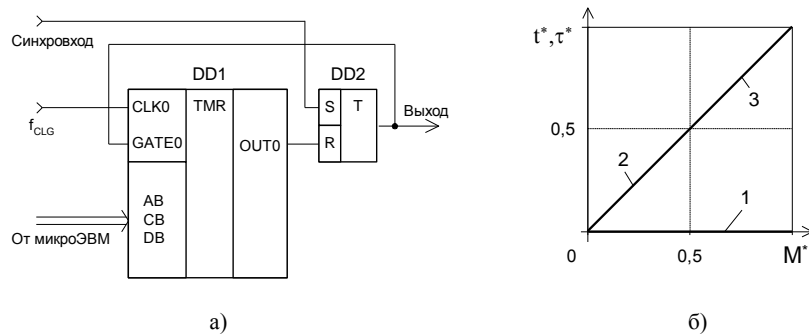 Синхровход
DD1
DD2
CLK0
TMR
S
T
Выход
f_CLG
GATE0
OUT0
R
AB
CB
DB
От микроЭВМ
а)
t*,τ*
0,5
3
2
1
0
0,5
M*
б)